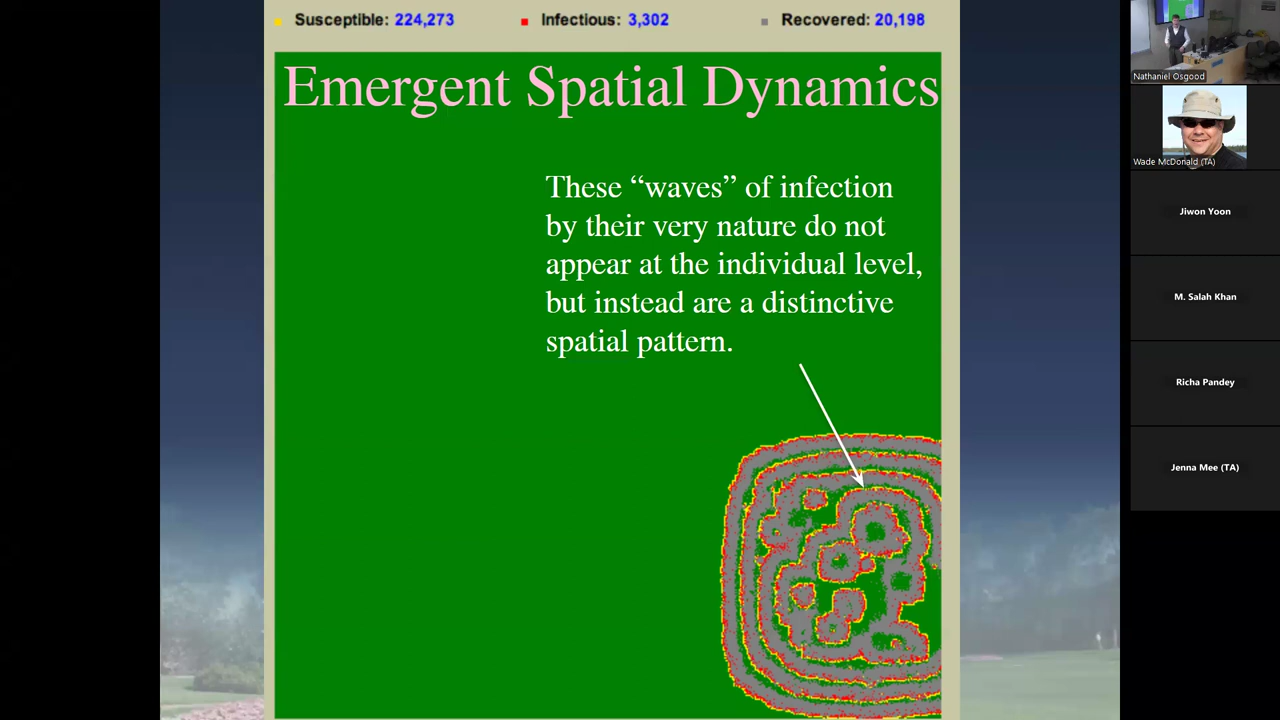 Susceptible: 224,273 Infectious: 3,302 Recovered: 20,198
Emergent Spatial Dynamics
These “waves” of infection
by their very nature do not
appear at the individual level,
but instead are a distinctive
spatial pattern.
Nathaniel Osgood
Wade McDonald (TA)
Jiwon Yoon
M. Salah Khan
Richa Pandey
Jenna Mee (TA)